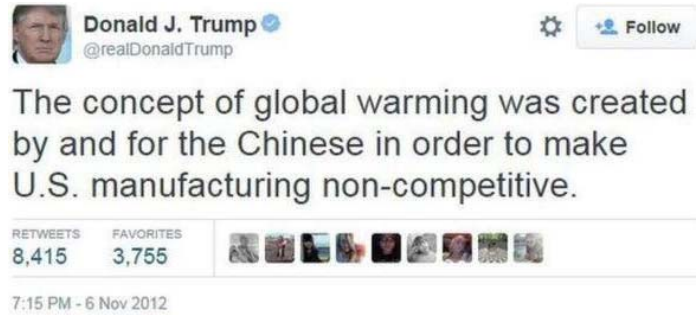 Donald J. Trump
Follow
@realDonaldTrump
The concept of global warming was created
by and for the Chinese in order to make
U.S. manufacturing non-competitive.
RETWEETS FAVORITES
8,415 3,755
7:15 PM - 6 Nov 2012